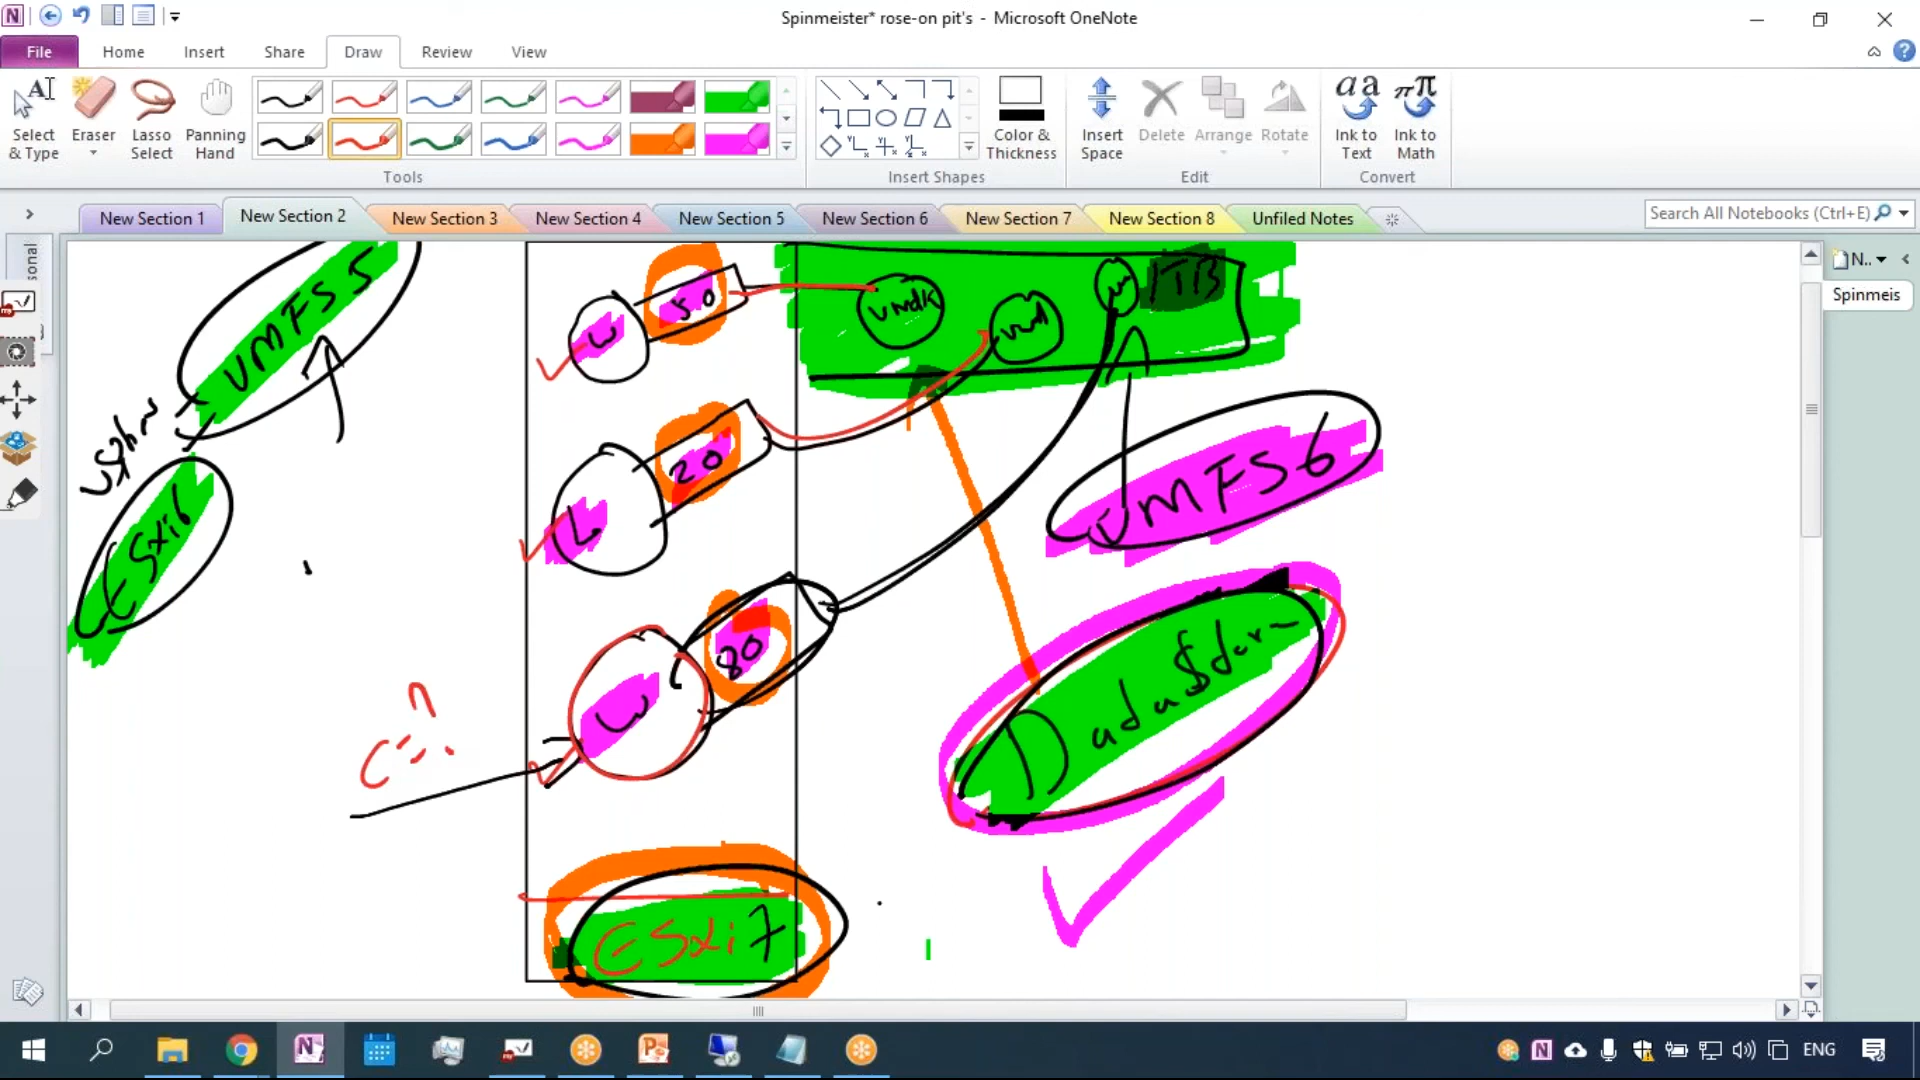 Spinmeister* rose-on pit's - Microsoft OneNote
File
Home
Insert
Share
Draw
Review
View
Select & Type
Eraser
Lasso Select
Panning Hand
Color & Thickness
Insert Space
Delete
Arrange
Rotate
Ink to Text
Ink to Math
Tools
Insert Shapes
Edit
Convert
New Section 1
New Section 2
New Section 3
New Section 4
New Section 5
New Section 6
New Section 7
New Section 8
Unfiled Notes
Search All Notebooks (Ctrl+E)
sonal
N..
Spinmeis
VMFS5
W
50
vmdk
1TB
L
20
VMFS6
ESxi6
W
80
C=?
ESxi7
ENG